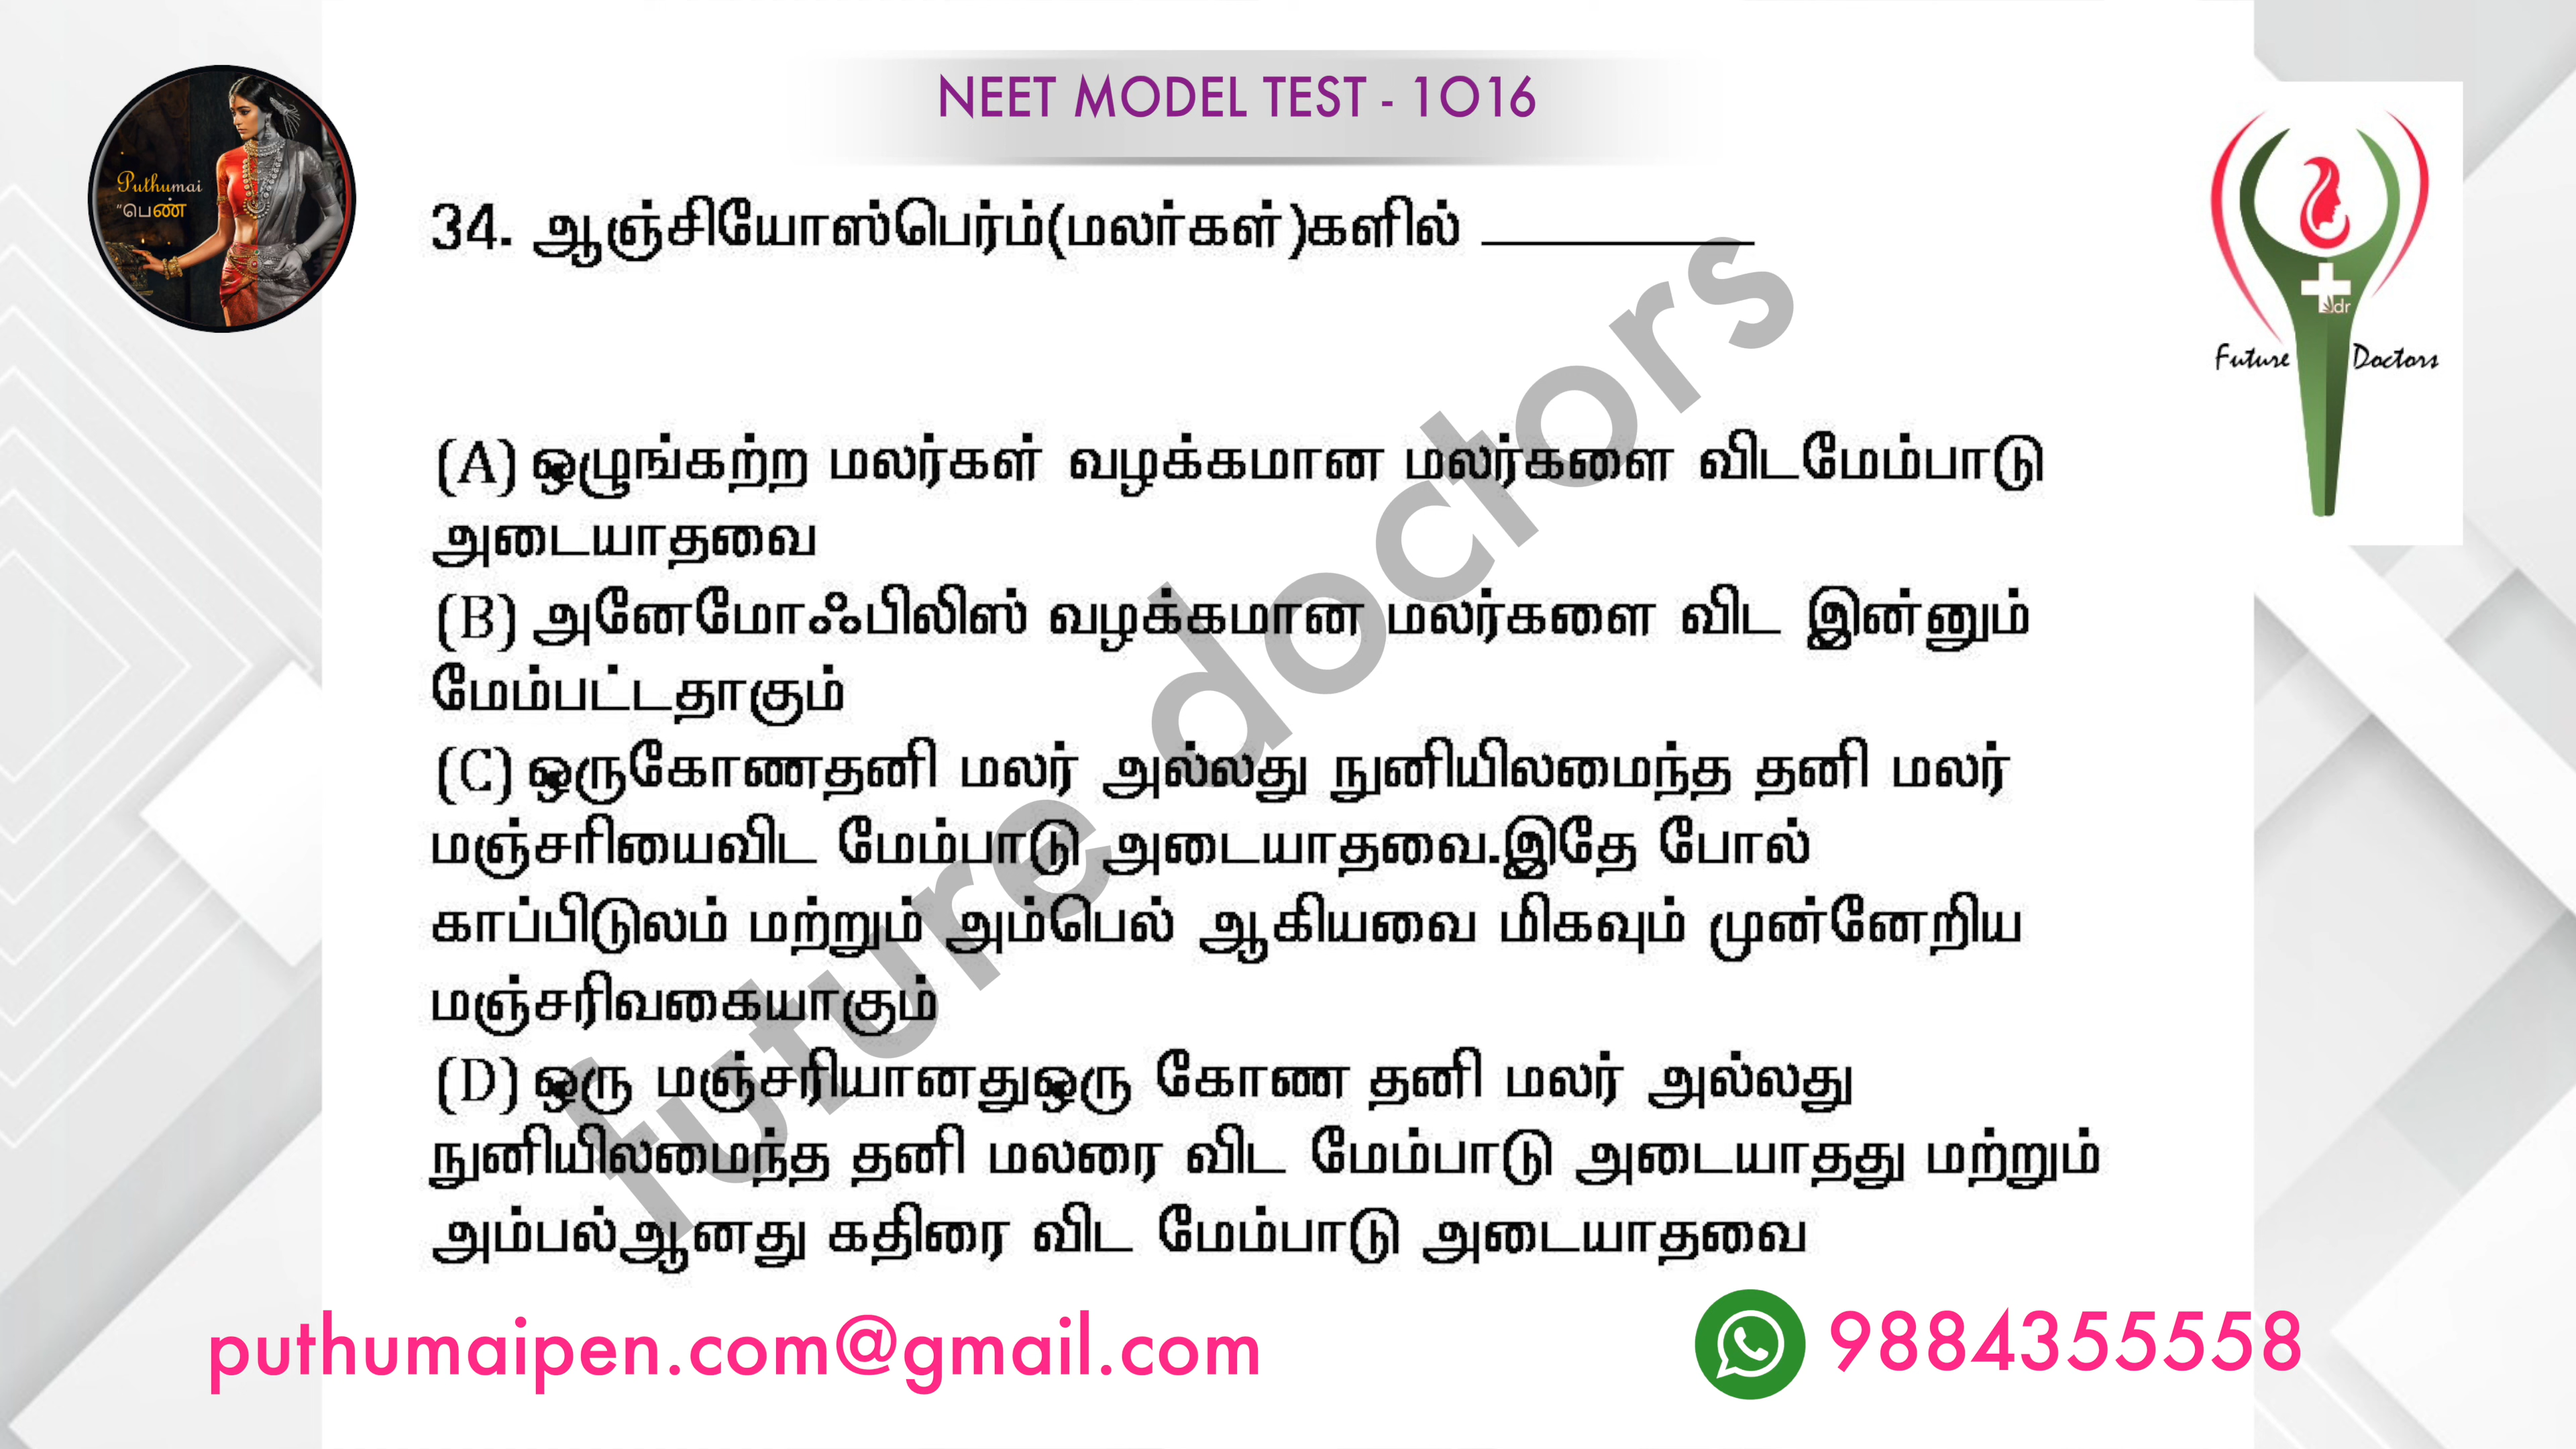 NEET MODEL TEST - 1016
Puthumai
"பெண்
34. ஆஞ்சியோஸ்பெர்ம்(மலர்கள்)களில் ___________
(A) ஒழுங்கற்ற மலர்கள் வழக்கமான மலர்களை விடமேம்பாடு
அடையாதவை
(B) அனேமோஃபிலிஸ் வழக்கமான மலர்களை விட இன்னும்
மேம்பட்டதாகும்
(C) ஒருகோணதனி மலர் அல்லது நுனியிலமைந்த தனி மலர்
மஞ்சரியைவிட மேம்பாடு அடையாதவை.இதே போல்
காப்பிடுலம் மற்றும் அம்பெல் ஆகியவை மிகவும் முன்னேறிய
மஞ்சரிவகையாகும்
(D) ஒரு மஞ்சரியானதுஒரு கோண தனி மலர் அல்லது
நுனியிலமைந்த தனி மலரை விட மேம்பாடு அடையாதது மற்றும்
அம்பல்ஆனது கதிரை விட மேம்பாடு அடையாதவை
future doctors
dr
Future Doctors
puthumaipen.com@gmail.com
9884355558